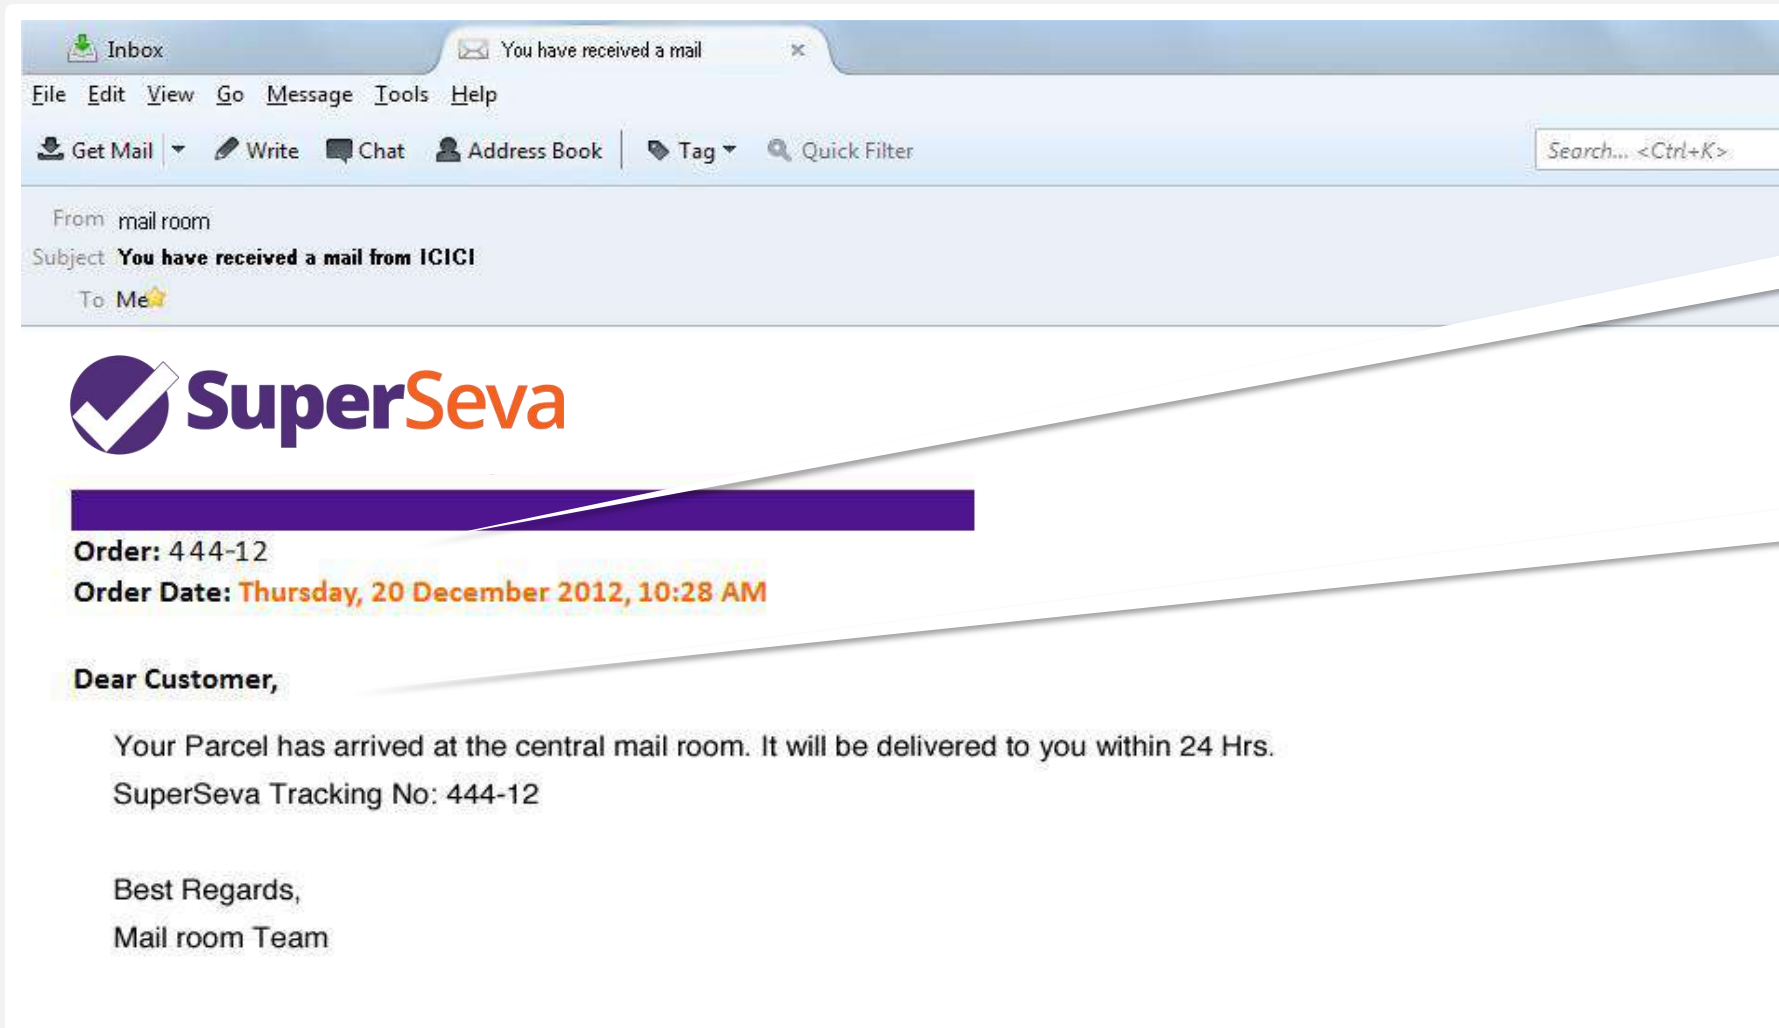 Inbox
You have received a mail
File Edit View Go Message Tools Help
Get Mail Write Chat Address Book Tag Quick Filter
Search... <Ctrl+K>
From mail room
Subject You have received a mail from ICICI
To Me
SuperSeva
Order: 444-12
Order Date: Thursday, 20 December 2012, 10:28 AM
Dear Customer,
Your Parcel has arrived at the central mail room. It will be delivered to you within 24 Hrs.
SuperSeva Tracking No: 444-12
Best Regards,
Mail room Team